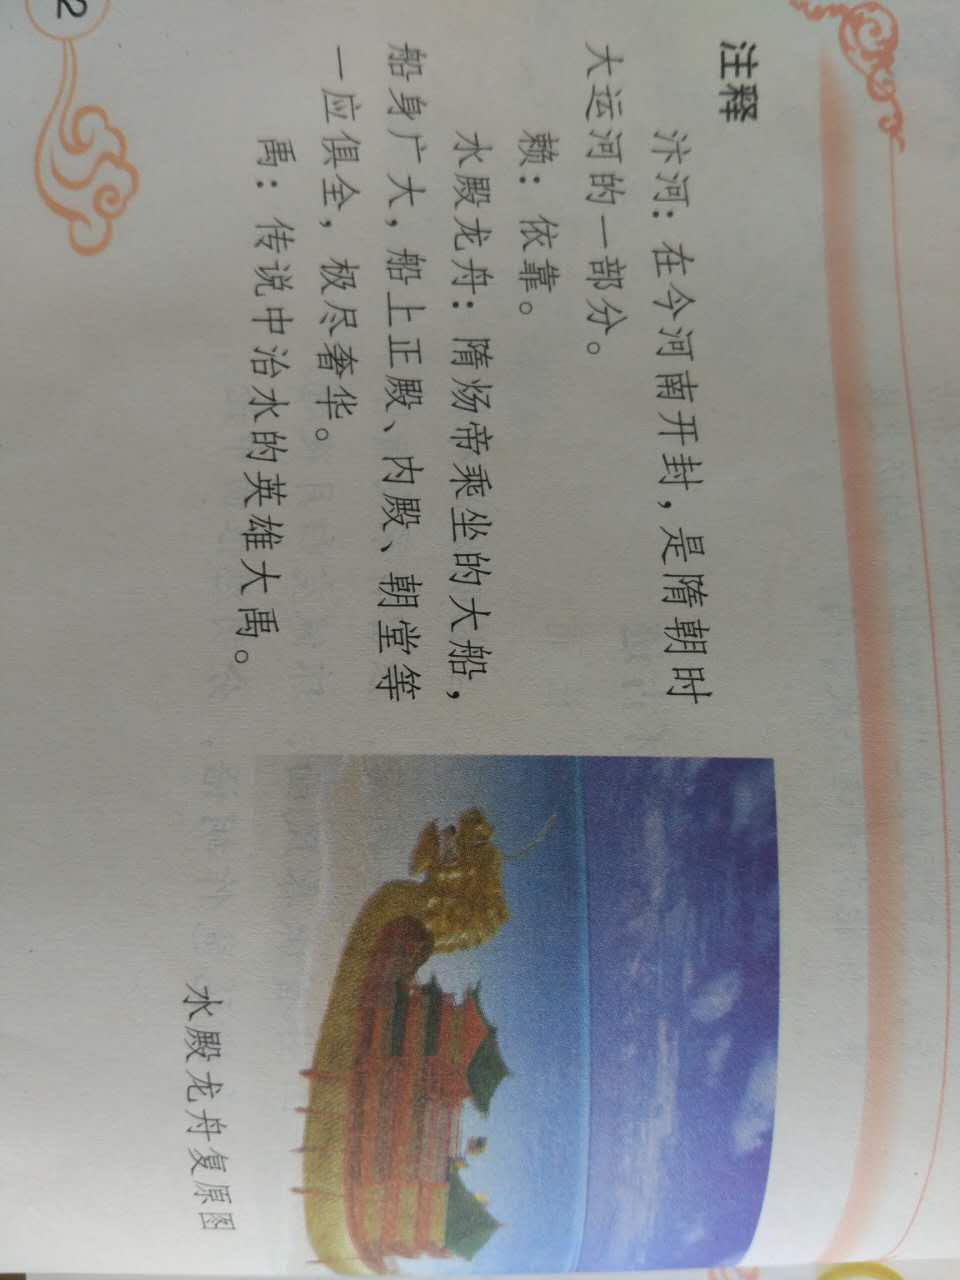 注释
汴河：在今河南开封，是隋朝时
大运河的一部分。
赖：依靠。
水殿龙舟：隋炀帝乘坐的大船，
船身广大，船上正殿、内殿、朝堂等
一应俱全，极尽奢华。
禹：传说中治水的英雄大禹。
水殿龙舟复原图
2